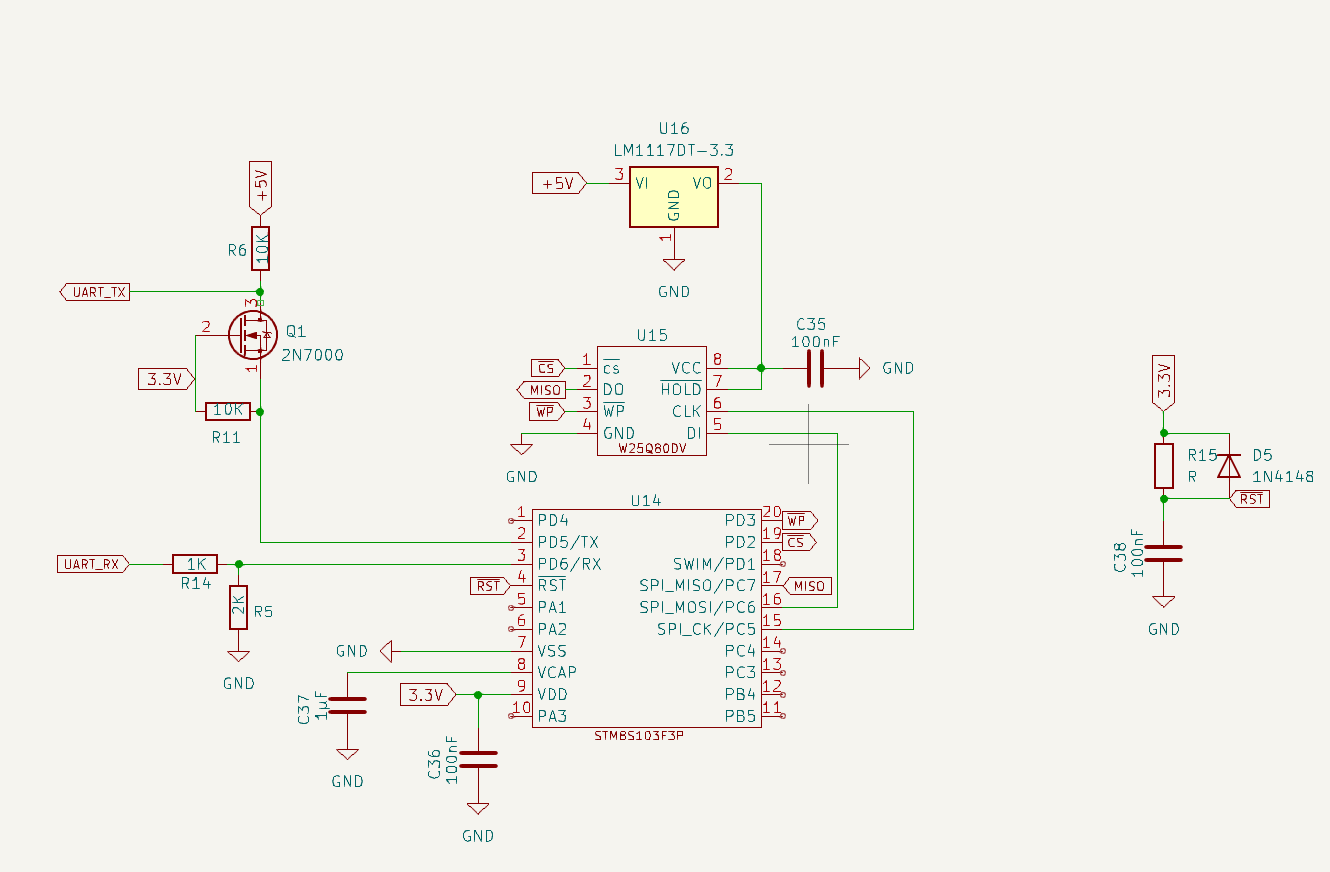 U16
LM1117DT-3.3
+5V
3
VI
VO
2
GND
1
GND
+5V
R6
10K
UART_TX
3
2
Q1
2N7000
1
3.3V
10K
R11
U15
C35
100nF
CS
1
cs
VCC
8
GND
MISO
2
DO
HOLD
7
WP
3
WP
CLK
6
4
GND
DI
5
W25Q80DV
GND
U14
1
PD4
PD3
20
WP
2
PD5/TX
PD2
19
CS
UART_RX
1K
R14
3
PD6/RX
SWIM/PD1
18
RST
4
RST
SPI_MISO/PC7
17
MISO
5
PA1
SPI_MOSI/PC6
16
6
PA2
SPI_CK/PC5
15
GND
7
VSS
PC4
14
8
VCAP
PC3
13
3.3V
9
VDD
PB4
12
10
PA3
PB5
11
STM8S103F3P
2K
R5
GND
C37
1µF
GND
C36
100nF
GND
3.3V
R15
R
D5
1N4148
RST
C38
100nF
GND